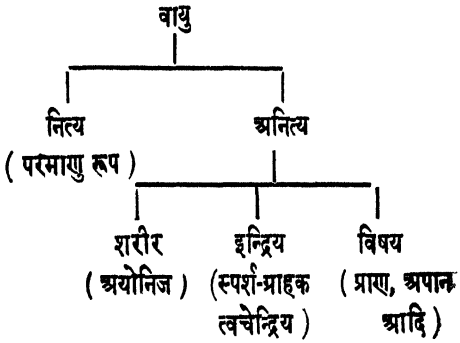 वायु
नित्य अनित्य
( परमाणु रूप )
शरीर इन्द्रिय विषय
( अयोनिज ) (स्पर्श-ग्राहक ( प्राण, अपान
त्वचेन्द्रिय ) आदि )